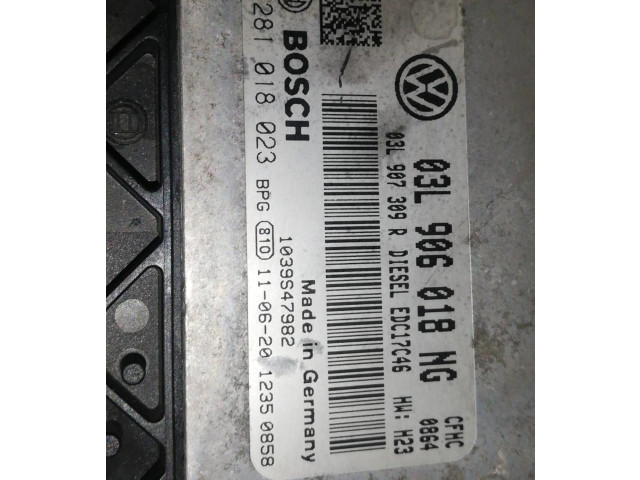 03L 906 018 NG
CFHC
0864
03L 907 309 R DIESEL EDC17C46 HW: H23
BOSCH
1039S47982
Made in Germany
281 018 023 BPG 810 11-06-20 1235 0858